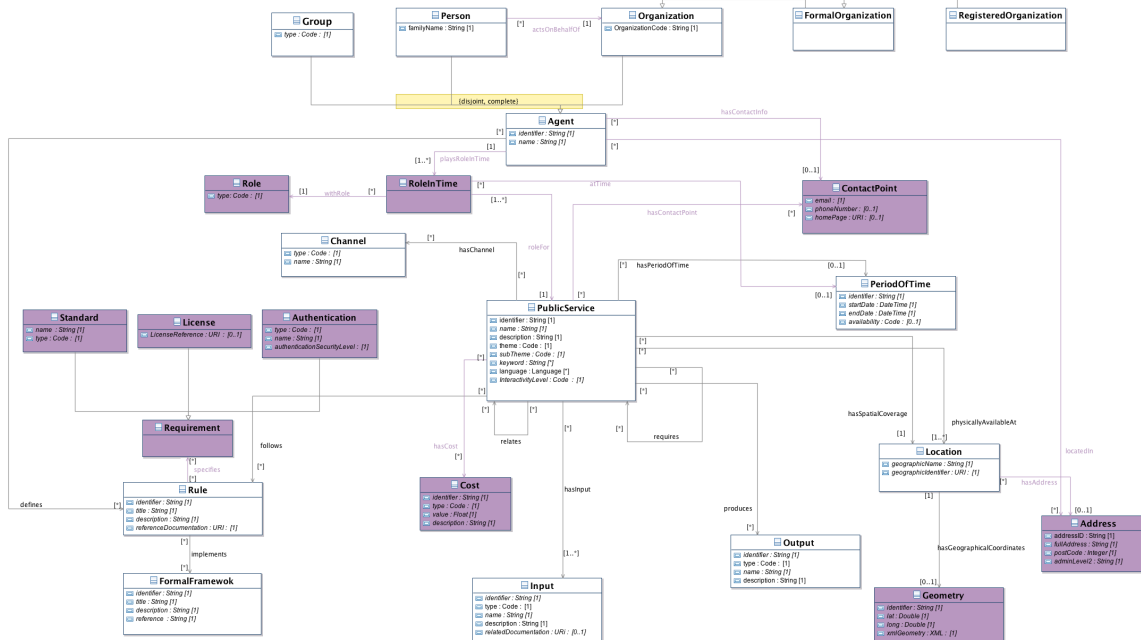 Group
type : Code : [1]
Person
familyName : String [1]
[*]
actsOnBehalfOf
[1]
Organization
OrganizationCode : String [1]
FormalOrganization
RegisteredOrganization
{disjoint, complete}
Agent
identifier : String [1]
name : String [1]
[*]
[1]
[*]
[*]
hasContactInfo
[0..1]
[1..*]
playsRoleInTime
Role
type: Code : [1]
[1]
withRole
[*]
RoleInTime
[*]
[1..*]
atTime
ContactPoint
email : [1]
phoneNumber : [0..1]
homePage : URI : [0..1]
hasContactPoint
[*]
Channel
type : Code : [1]
name : String [1]
[*]
hasChannel
[*]
roleFor
[1]
[*]
[*]
hasPeriodOfTime
[0..1]
[0..1]
PeriodOfTime
identifier : String [1]
startDate : DateTime [1]
endDate : DateTime [1]
availability : Code : [0..1]
Standard
name : String [1]
type : Code : [1]
License
LicenseReference : URI : [0..1]
Authentication
type : Code : [1]
name : String [1]
authenticationSecurityLevel : [1]
PublicService
identifier : String [1]
name : String [1]
description : String [1]
theme : Code : [1]
subTheme : Code : [1]
keyword : String [*]
language : Language [*]
InteractivityLevel : Code : [1]
[*]
[*]
[*]
[*]
[*]
[*]
[*]
[*]
relates
[*]
[*]
requires
hasSpatialCoverage
[1]
physicallyAvailableAt
[1..*]
Requirement
follows
[*]
hasCost
[*]
[*]
specifies
[*]
Rule
identifier : String [1]
title : String [1]
description : String [1]
referenceDocumentation : URI : [1]
defines
[*]
[*]
implements
[*]
FormalFramewok
identifier : String [1]
title : String [1]
description : String [1]
reference : String [1]
Cost
identifier : String [1]
type : Code : [1]
value : Float [1]
description : String [1]
hasInput
[1..*]
Input
identifier : String [1]
type : Code : [1]
name : String [1]
description : String [1]
relatedDocumentation : URI : [0..1]
produces
[*]
Output
identifier : String [1]
type : Code : [1]
name : String [1]
description : String [1]
Location
geographicName : String [1]
geographicIdentifier : URI : [1]
[*]
hasAddress
locatedIn
[1]
[*]
[0..1]
Address
addressID : String [1]
fullAddress : String [1]
postCode : Integer [1]
adminLevel2 : String [1]
hasGeographicalCoordinates
[0..1]
Geometry
identifier : String [1]
lat : Double [1]
long : Double [1]
xmlGeometry : XML : [1]